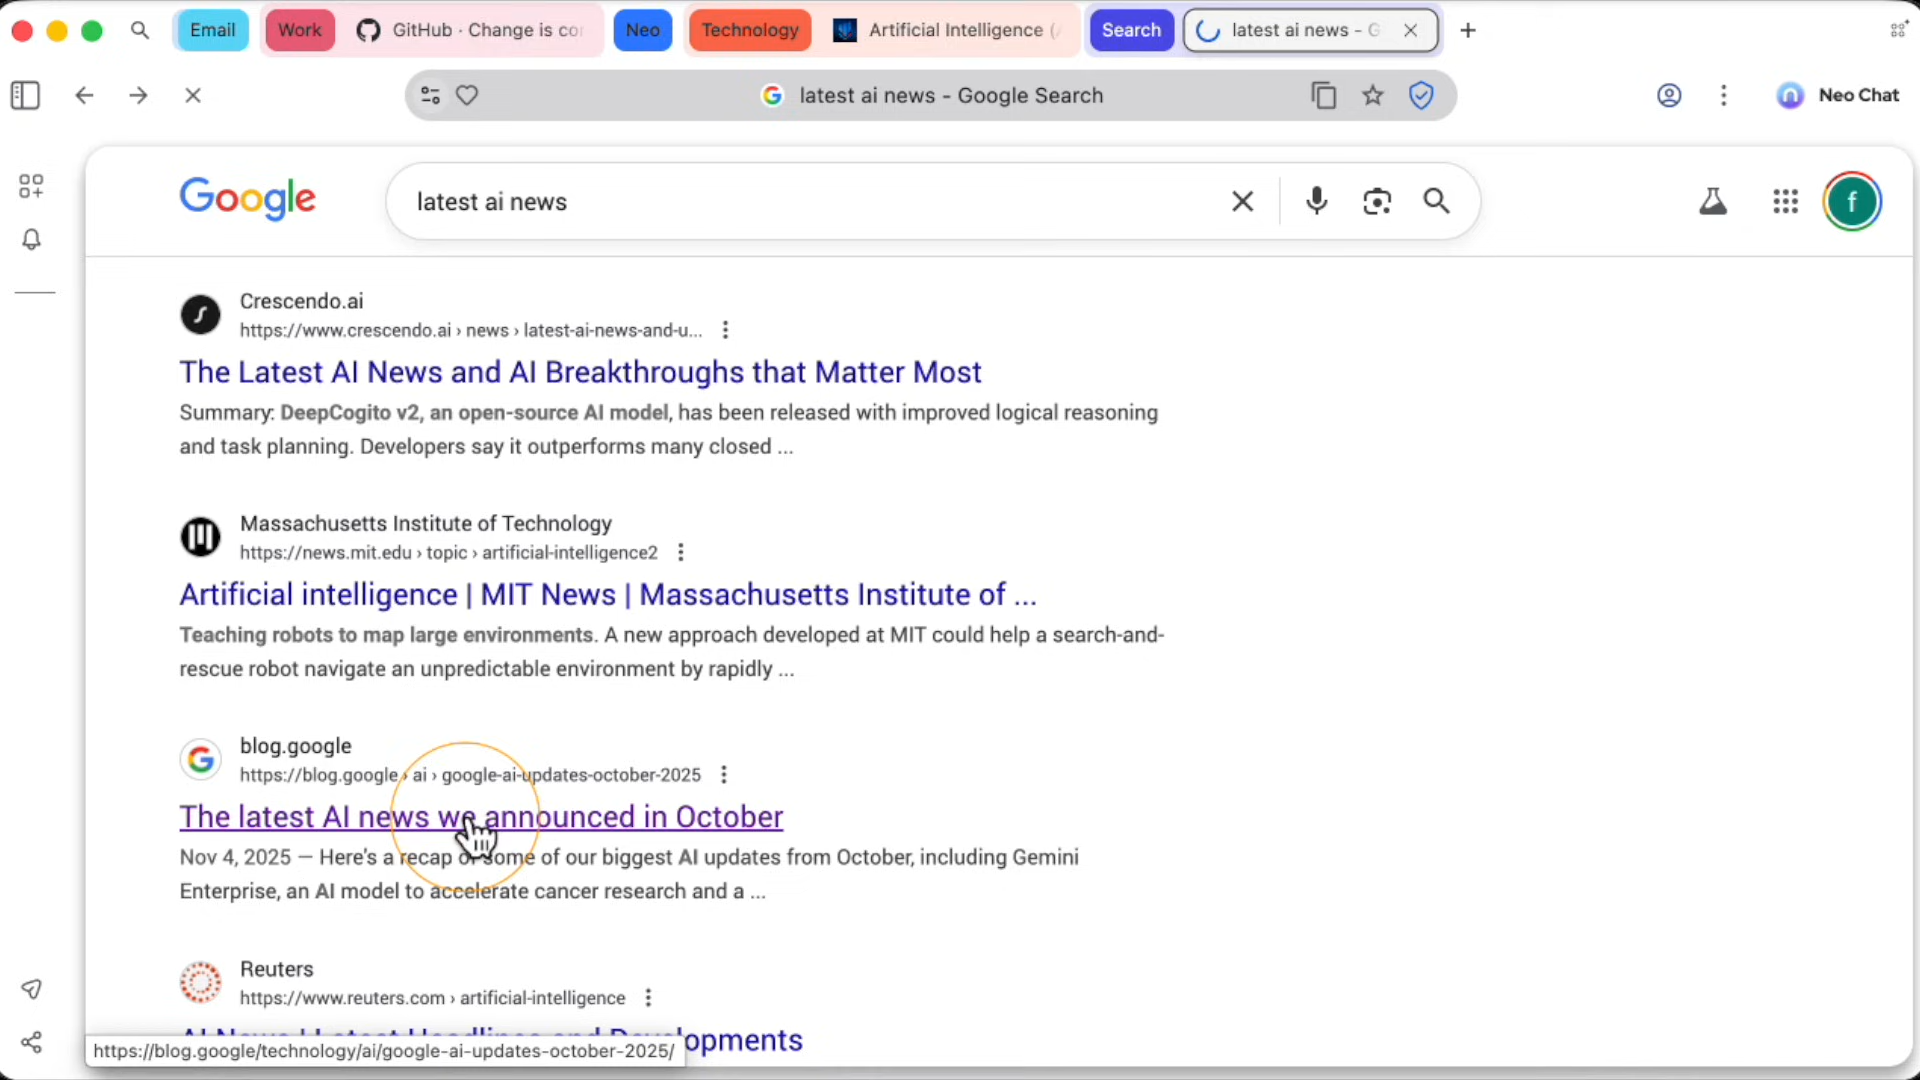 Email
Work
GitHub · Change is co
Neo
Technology
Artificial Intelligence (
Search
latest ai news - G
latest ai news - Google Search
Neo Chat
Google
latest ai news
f
Crescendo.ai
https://www.crescendo.ai › news › latest-ai-news-and-u...
The Latest AI News and AI Breakthroughs that Matter Most
Summary: DeepCogito v2, an open-source AI model, has been released with improved logical reasoning
and task planning. Developers say it outperforms many closed ...
Massachusetts Institute of Technology
https://news.mit.edu › topic › artificial-intelligence2
Artificial intelligence | MIT News | Massachusetts Institute of ...
Teaching robots to map large environments. A new approach developed at MIT could help a search-and-
rescue robot navigate an unpredictable environment by rapidly ...
blog.google
https://blog.google › ai › google-ai-updates-october-2025
The latest AI news we announced in October
Nov 4, 2025 — Here's a recap of some of our biggest AI updates from October, including Gemini
Enterprise, an AI model to accelerate cancer research and a ...
Reuters
https://www.reuters.com › artificial-intelligence
AI News | Latest Headlines and Developments
https://blog.google/technology/ai/google-ai-updates-october-2025/